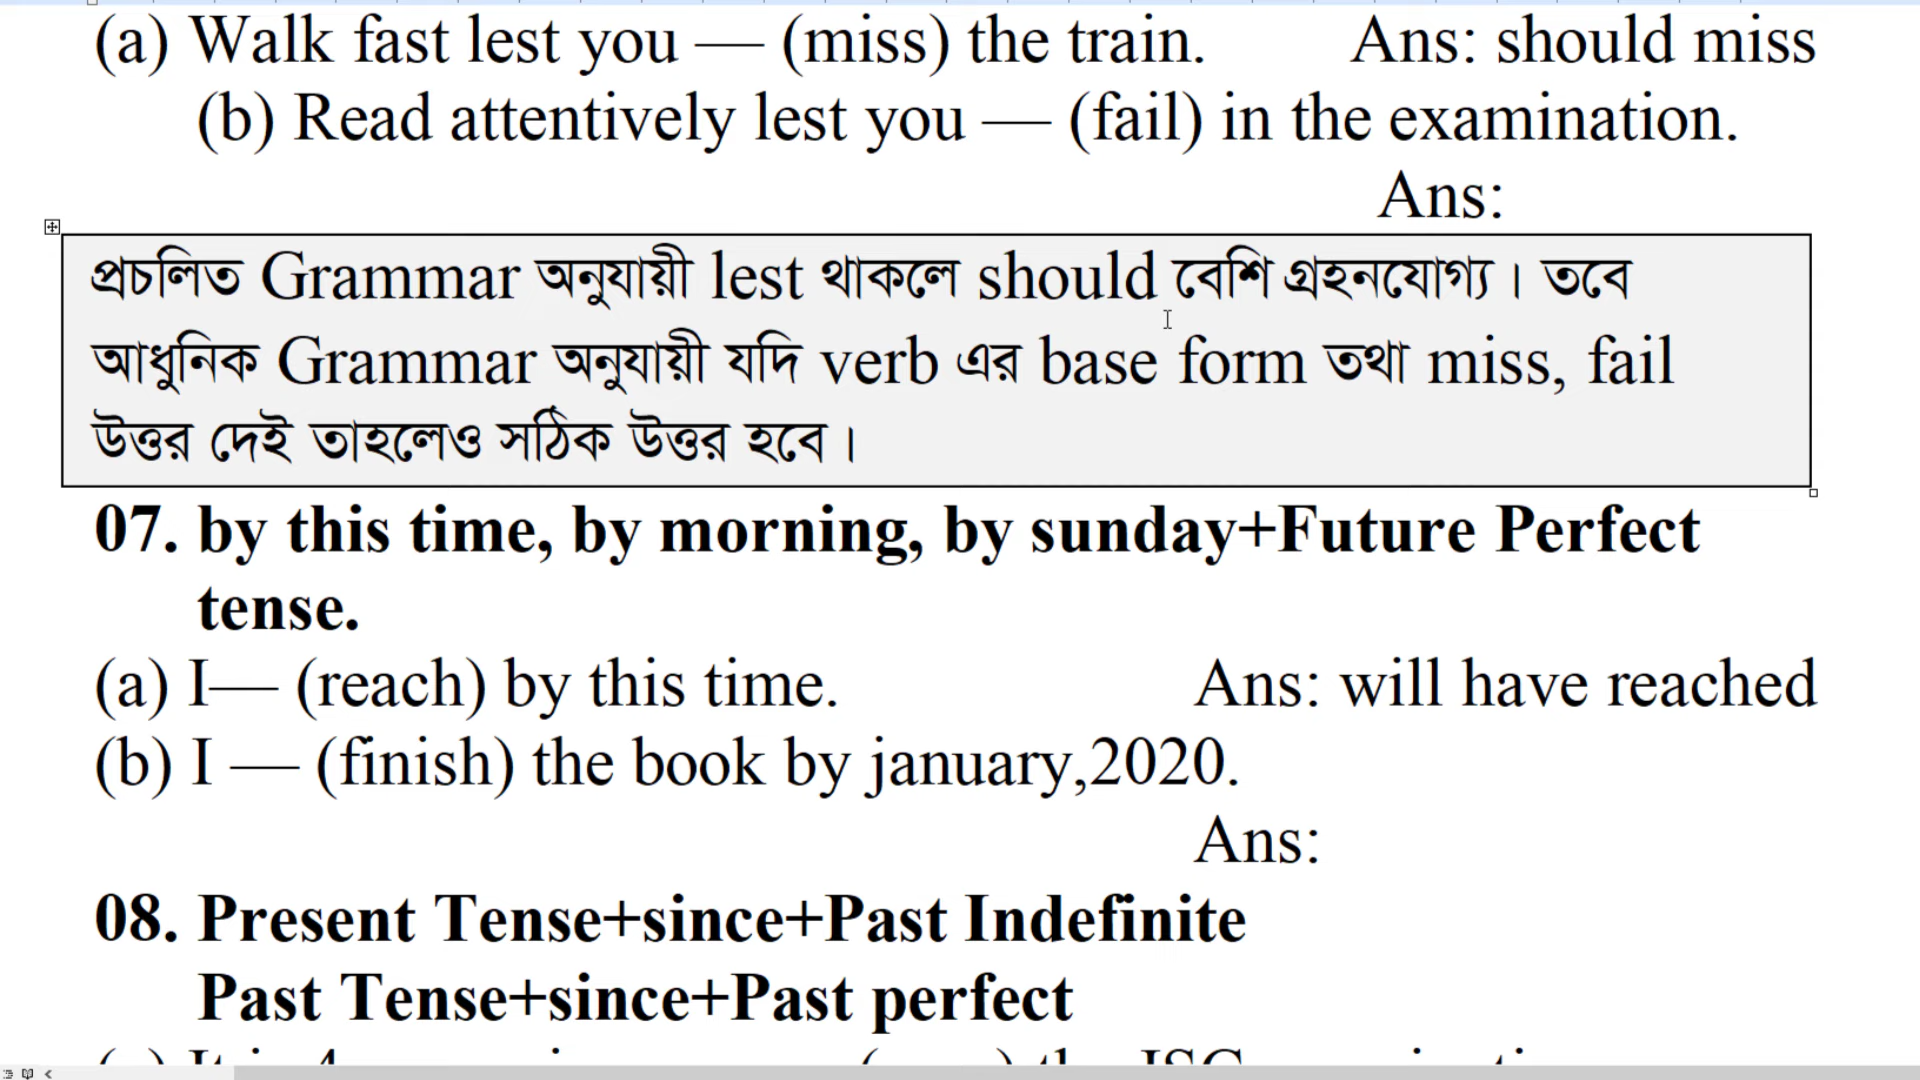 (a) Walk fast lest you — (miss) the train. Ans: should miss
(b) Read attentively lest you — (fail) in the examination.
Ans:
প্রচলিত Grammar অনুযায়ী lest থাকলে should বেশি গ্রহনযোগ্য। তবে
আধুনিক Grammar অনুযায়ী যদি verb এর base form তথা miss, fail
উত্তর দেই তাহলেও সঠিক উত্তর হবে।
07. by this time, by morning, by sunday+Future Perfect
tense.
(a) I— (reach) by this time. Ans: will have reached
(b) I — (finish) the book by january,2020.
Ans:
08. Present Tense+since+Past Indefinite
Past Tense+since+Past perfect